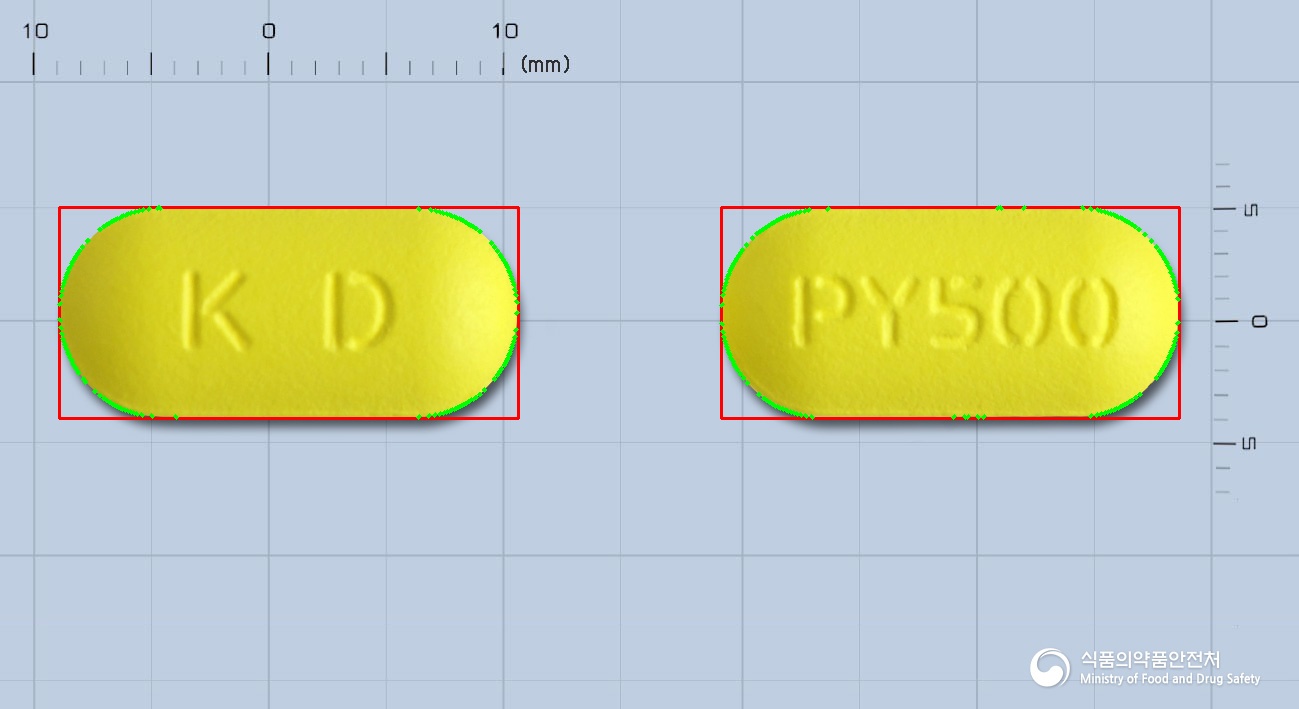 10 0 10 (mm)
K D
PY500
5
0
5
식품의약품안전처
Ministry of Food and Drug Safety